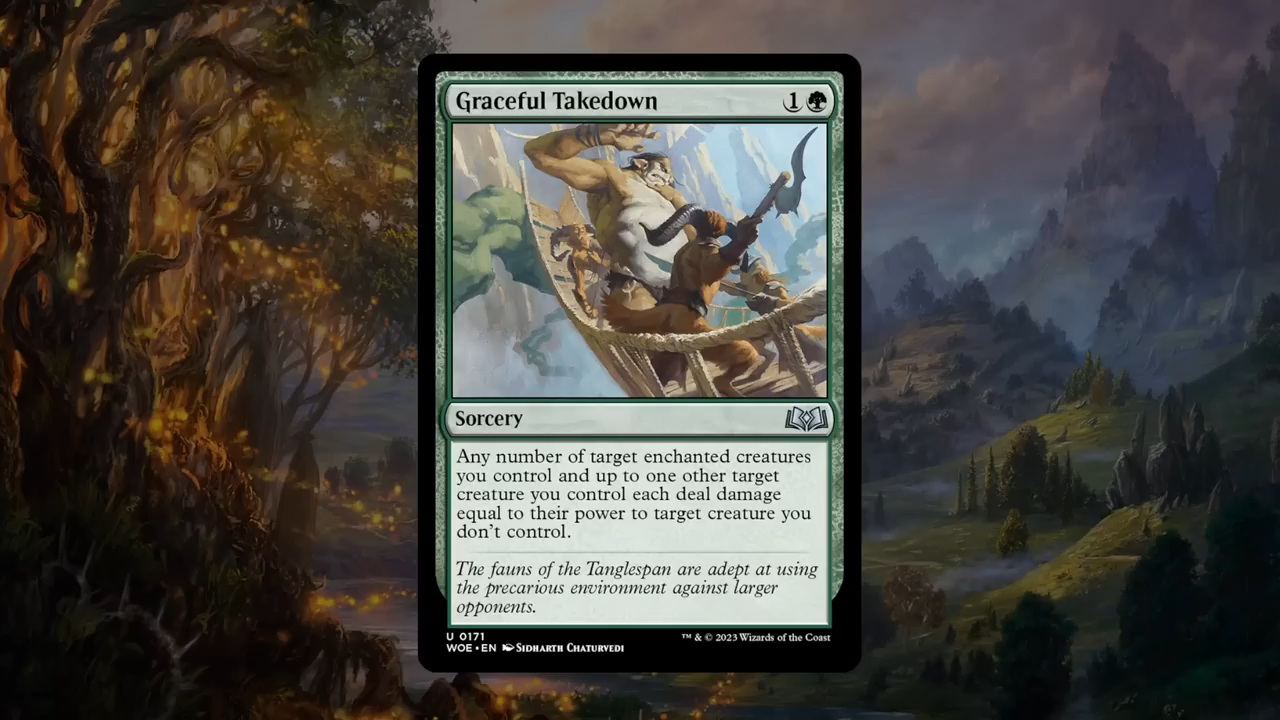 Graceful Takedown 1
Sorcery
Any number of target enchanted creatures
you control and up to one other target
creature you control each deal damage
equal to their power to target creature you
don't control.
The fauns of the Tanglespan are adept at using
the precarious environment against larger
opponents.
U 0171
WOE • EN Sidharth Chaturvedi
™ & © 2023 Wizards of the Coast